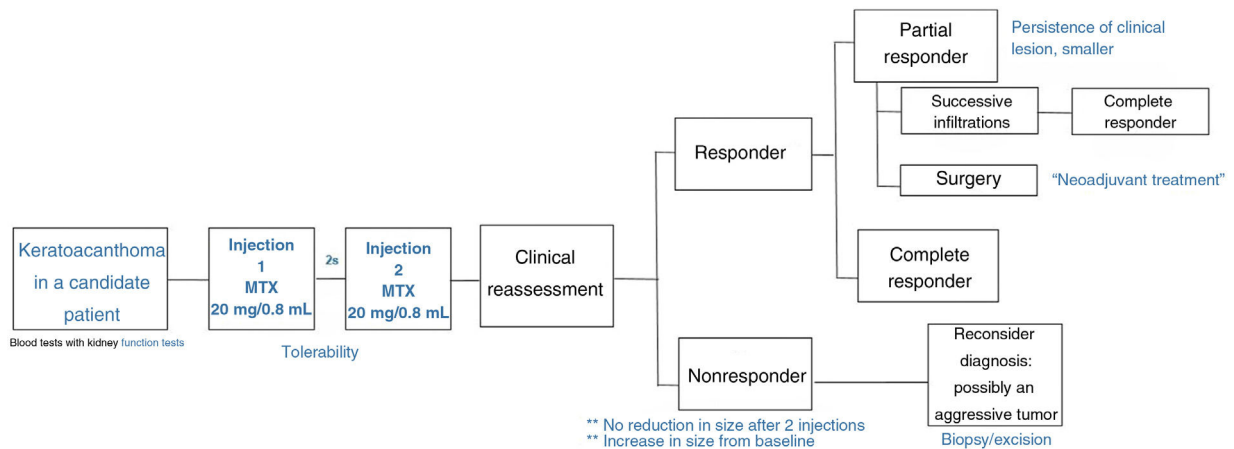 Keratoacanthoma
in a candidate
patient
Blood tests with kidney function tests
Injection
1
MTX
20 mg/0.8 mL
2s
Injection
2
MTX
20 mg/0.8 mL
Tolerability
Clinical
reassessment
Responder
Partial
responder
Persistence of clinical
lesion, smaller
Successive
infiltrations
Complete
responder
Surgery
“Neoadjuvant treatment”
Complete
responder
Nonresponder
** No reduction in size after 2 injections
** Increase in size from baseline
Reconsider
diagnosis:
possibly an
aggressive tumor
Biopsy/excision